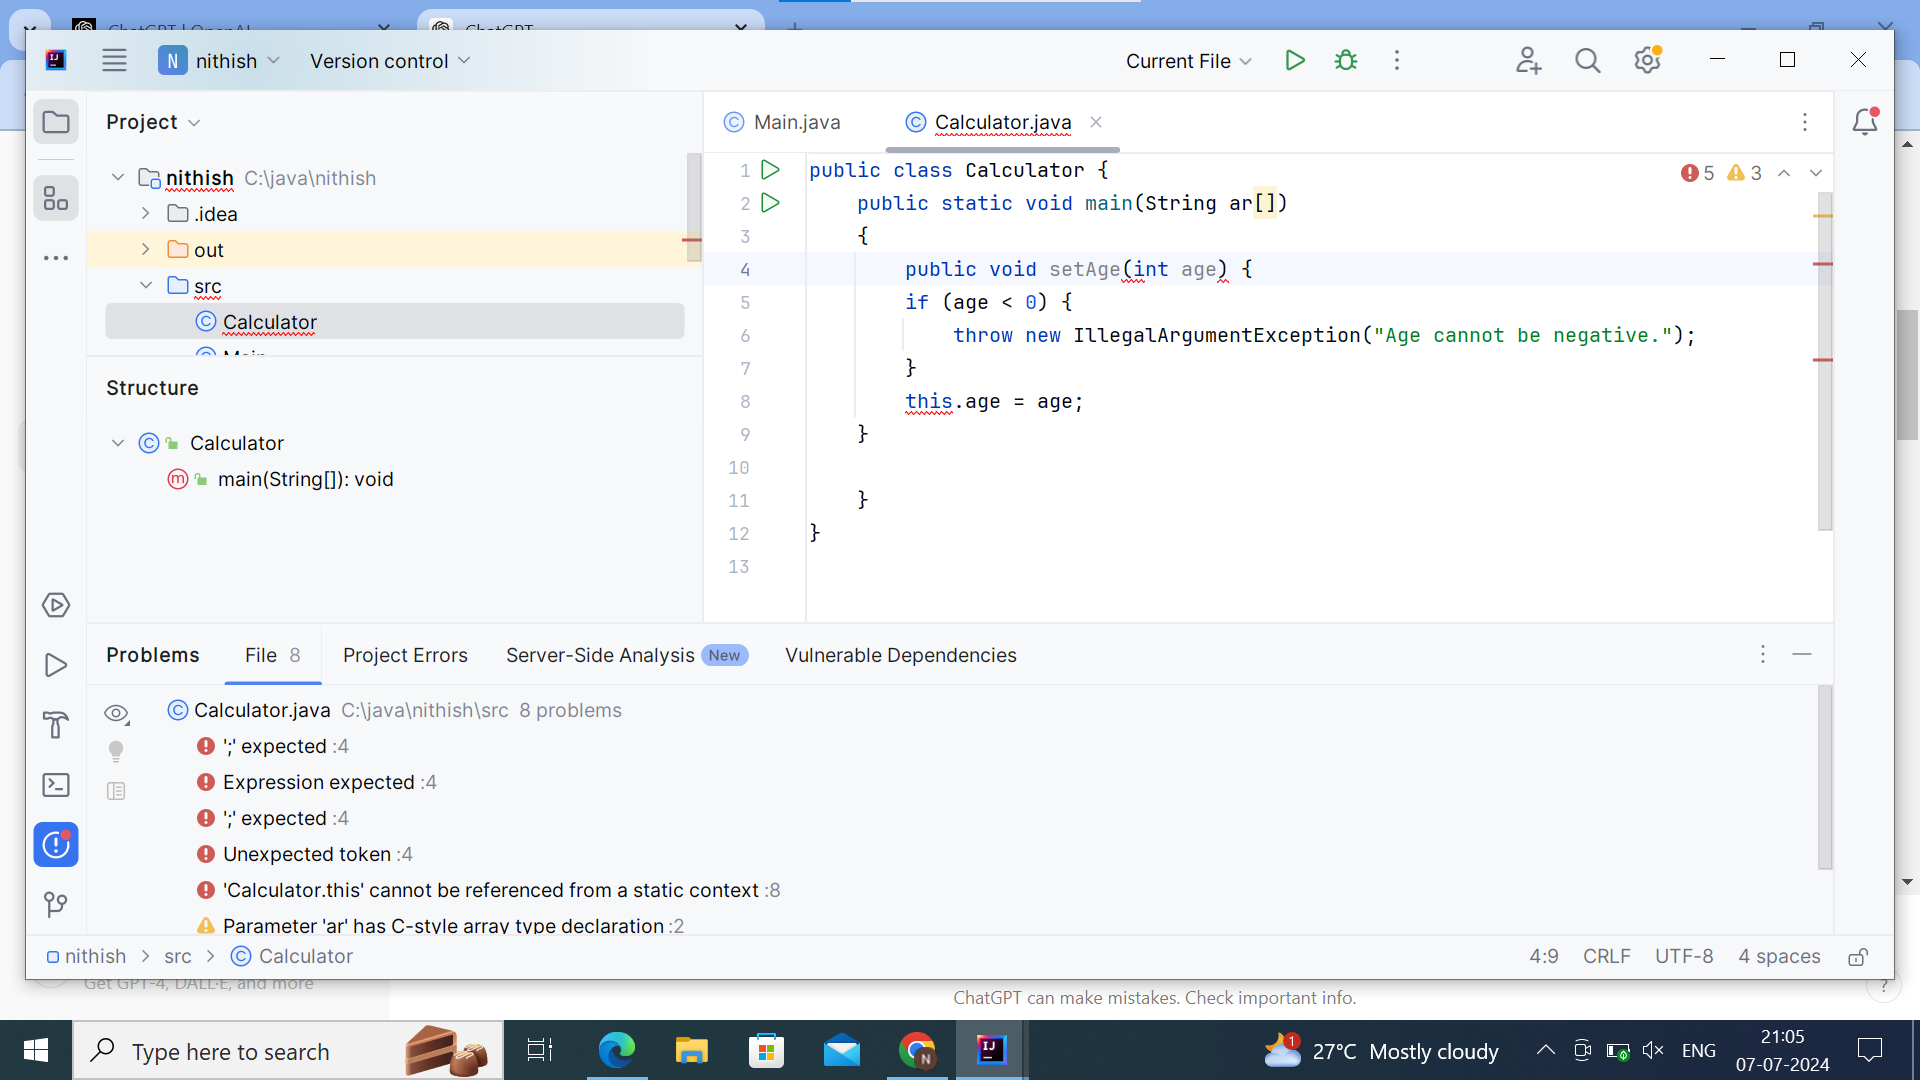 ChatGPT
N nithish
Version control
Current File
Project
Main.java
Calculator.java
nithish C:\java\nithish
.idea
out
src
Calculator
Main
5 3
1 public class Calculator {
2 public static void main(String ar[])
3 {
4 public void setAge(int age) {
5 if (age < 0) {
6 throw new IllegalArgumentException("Age cannot be negative.");
7 }
8 this.age = age;
9 }
10
11 }
12 }
13
Structure
Calculator
main(String[]): void
Problems
File 8
Project Errors
Server-Side Analysis New
Vulnerable Dependencies
Calculator.java C:\java\nithish\src 8 problems
';' expected :4
Expression expected :4
';' expected :4
Unexpected token :4
'Calculator.this' cannot be referenced from a static context :8
Parameter 'ar' has C-style array type declaration :2
nithish > src > Calculator
4:9 CRLF UTF-8 4 spaces
Get GPT-4, DALL·E, and more
ChatGPT can make mistakes. Check important info.
?
Type here to search
1 27°C Mostly cloudy
ENG
21:05
07-07-2024